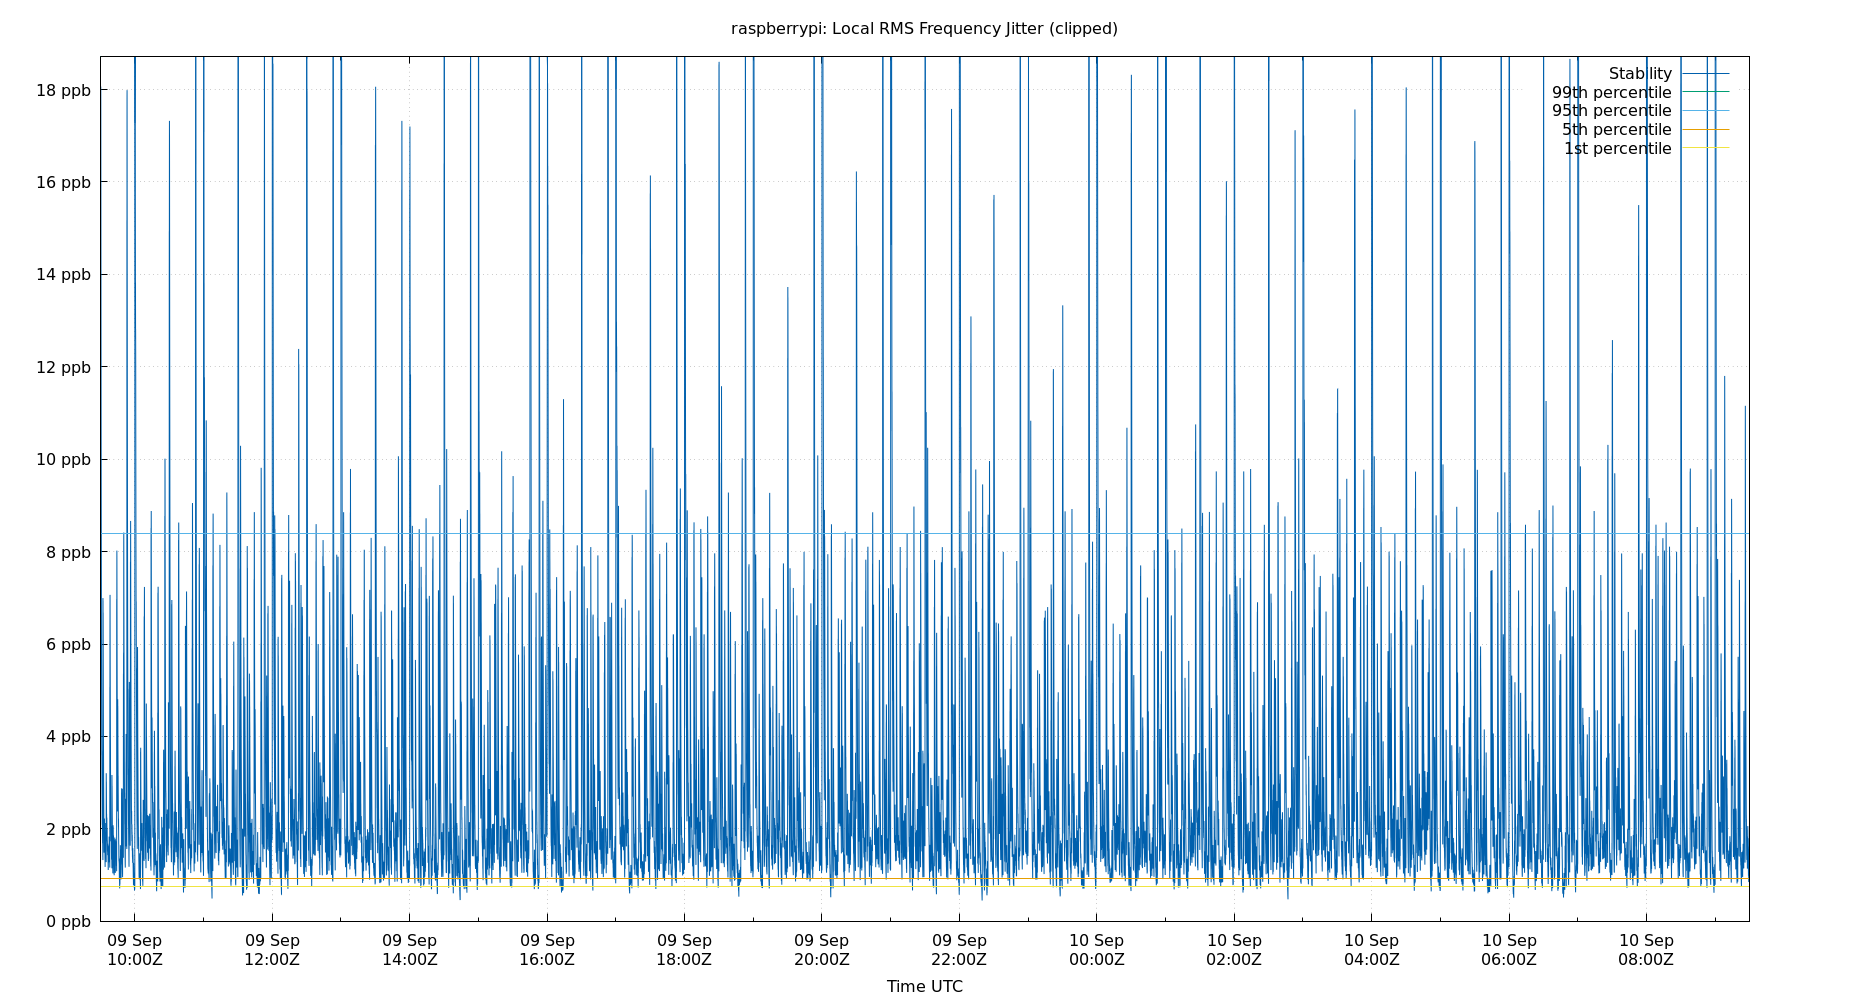 raspberrypi: Local RMS Frequency Jitter (clipped)
Stability
99th percentile
95th percentile
5th percentile
1st percentile
18 ppb
16 ppb
14 ppb
12 ppb
10 ppb
8 ppb
6 ppb
4 ppb
2 ppb
0 ppb
09 Sep 09 Sep 09 Sep 09 Sep 09 Sep 09 Sep 09 Sep 10 Sep 10 Sep 10 Sep 10 Sep 10 Sep
10:00Z 12:00Z 14:00Z 16:00Z 18:00Z 20:00Z 22:00Z 00:00Z 02:00Z 04:00Z 06:00Z 08:00Z
Time UTC